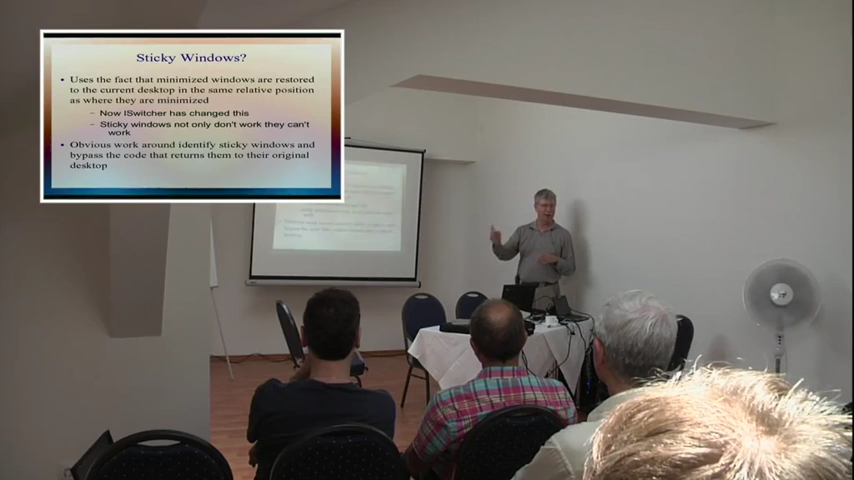 Sticky Windows?
• Uses the fact that minimized windows are restored
to the current desktop in the same relative position
as where they are minimized
– Now ISwitcher has changed this
– Sticky windows not only don't work they can't
work
• Obvious work around identify sticky windows and
bypass the code that returns them to their original
desktop